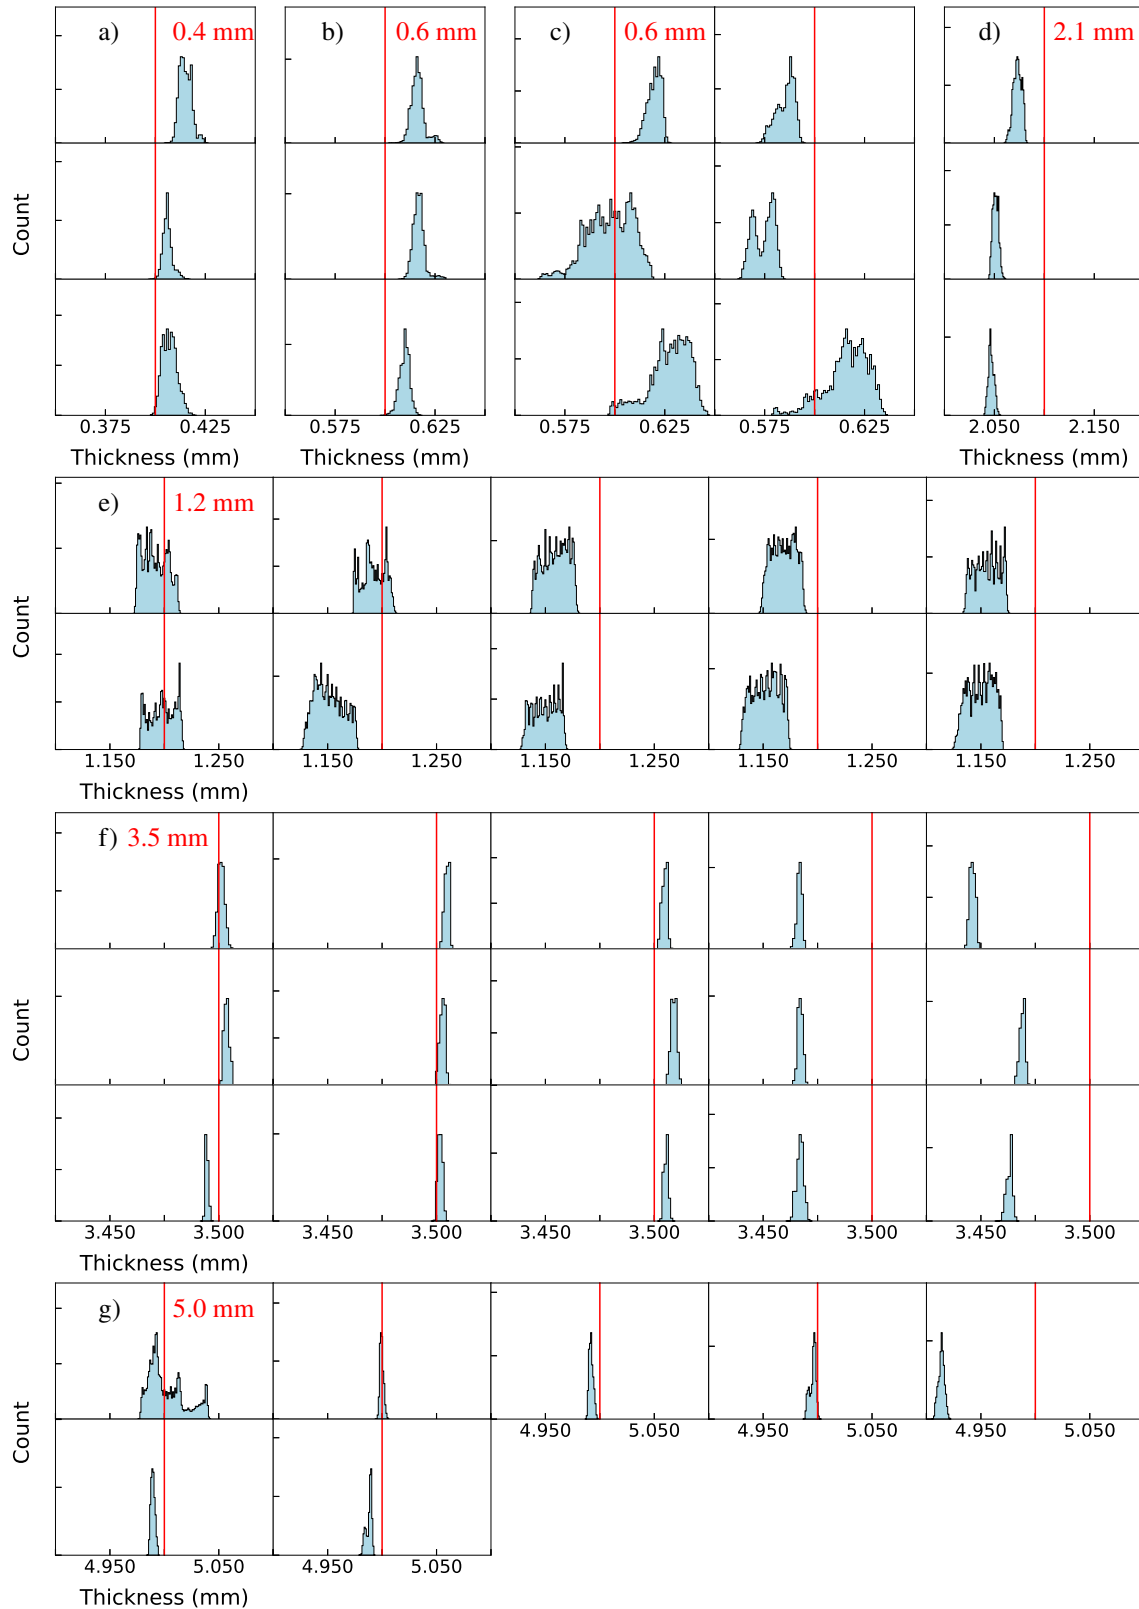 a) 0.4 mm b) 0.6 mm c) 0.6 mm d) 2.1 mm
Count
0.375 0.425 0.575 0.625 0.575 0.625 0.575 0.625 2.050 2.150
Thickness (mm) Thickness (mm) Thickness (mm)
e) 1.2 mm
Count
1.150 1.250 1.150 1.250 1.150 1.250 1.150 1.250 1.150 1.250
Thickness (mm)
f) 3.5 mm
Count
3.450 3.500 3.450 3.500 3.450 3.500 3.450 3.500 3.450 3.500
Thickness (mm)
g) 5.0 mm
Count
4.950 5.050 4.950 5.050 4.950 5.050
4.950 5.050 4.950 5.050
Thickness (mm)